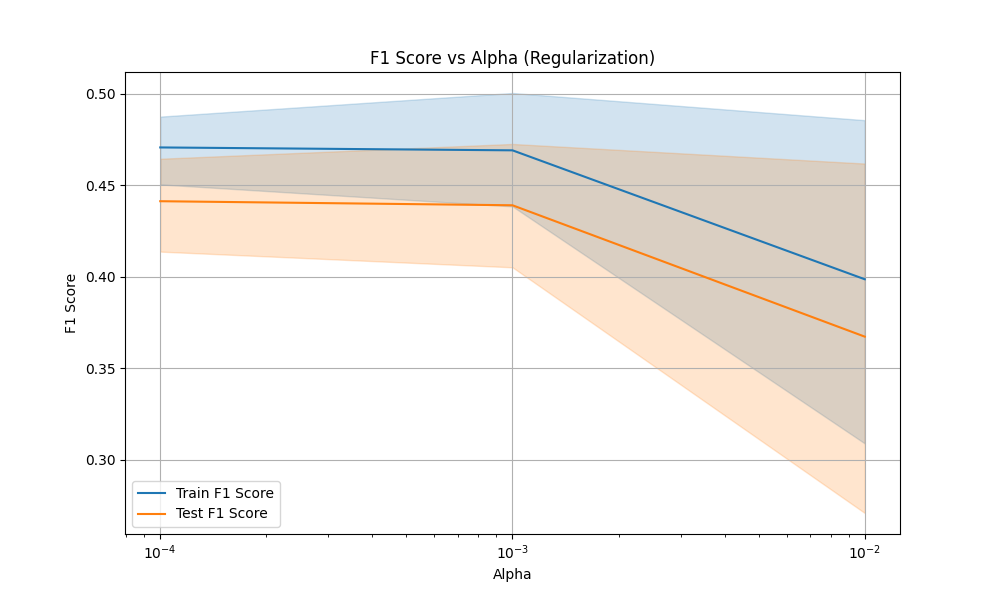 F1 Score vs Alpha (Regularization)
F1 Score
0.50
0.45
0.40
0.35
0.30
Train F1 Score
Test F1 Score
10⁻⁴
10⁻³
10⁻²
Alpha